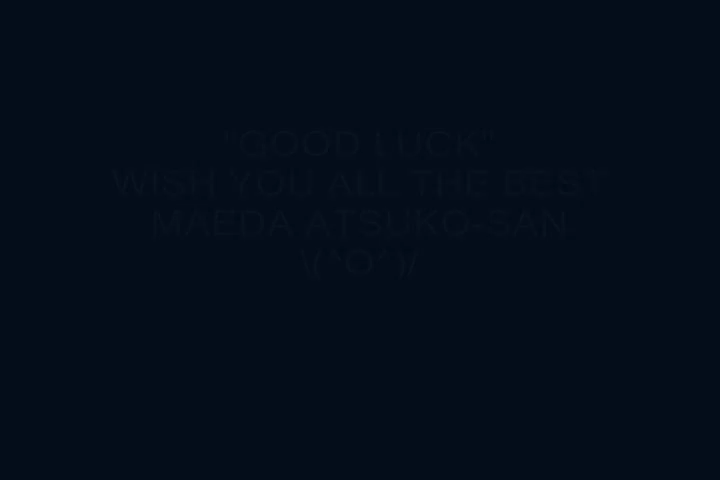 "GOOD LUCK"
WISH YOU ALL THE BEST
MAEDA ATSUKO-SAN
\(^O^)/